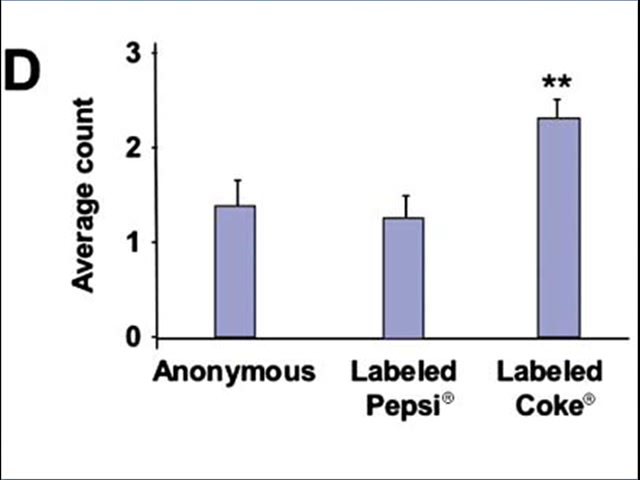 D
Average count
3
2
1
0
**
Anonymous
Labeled
Pepsi®
Labeled
Coke®